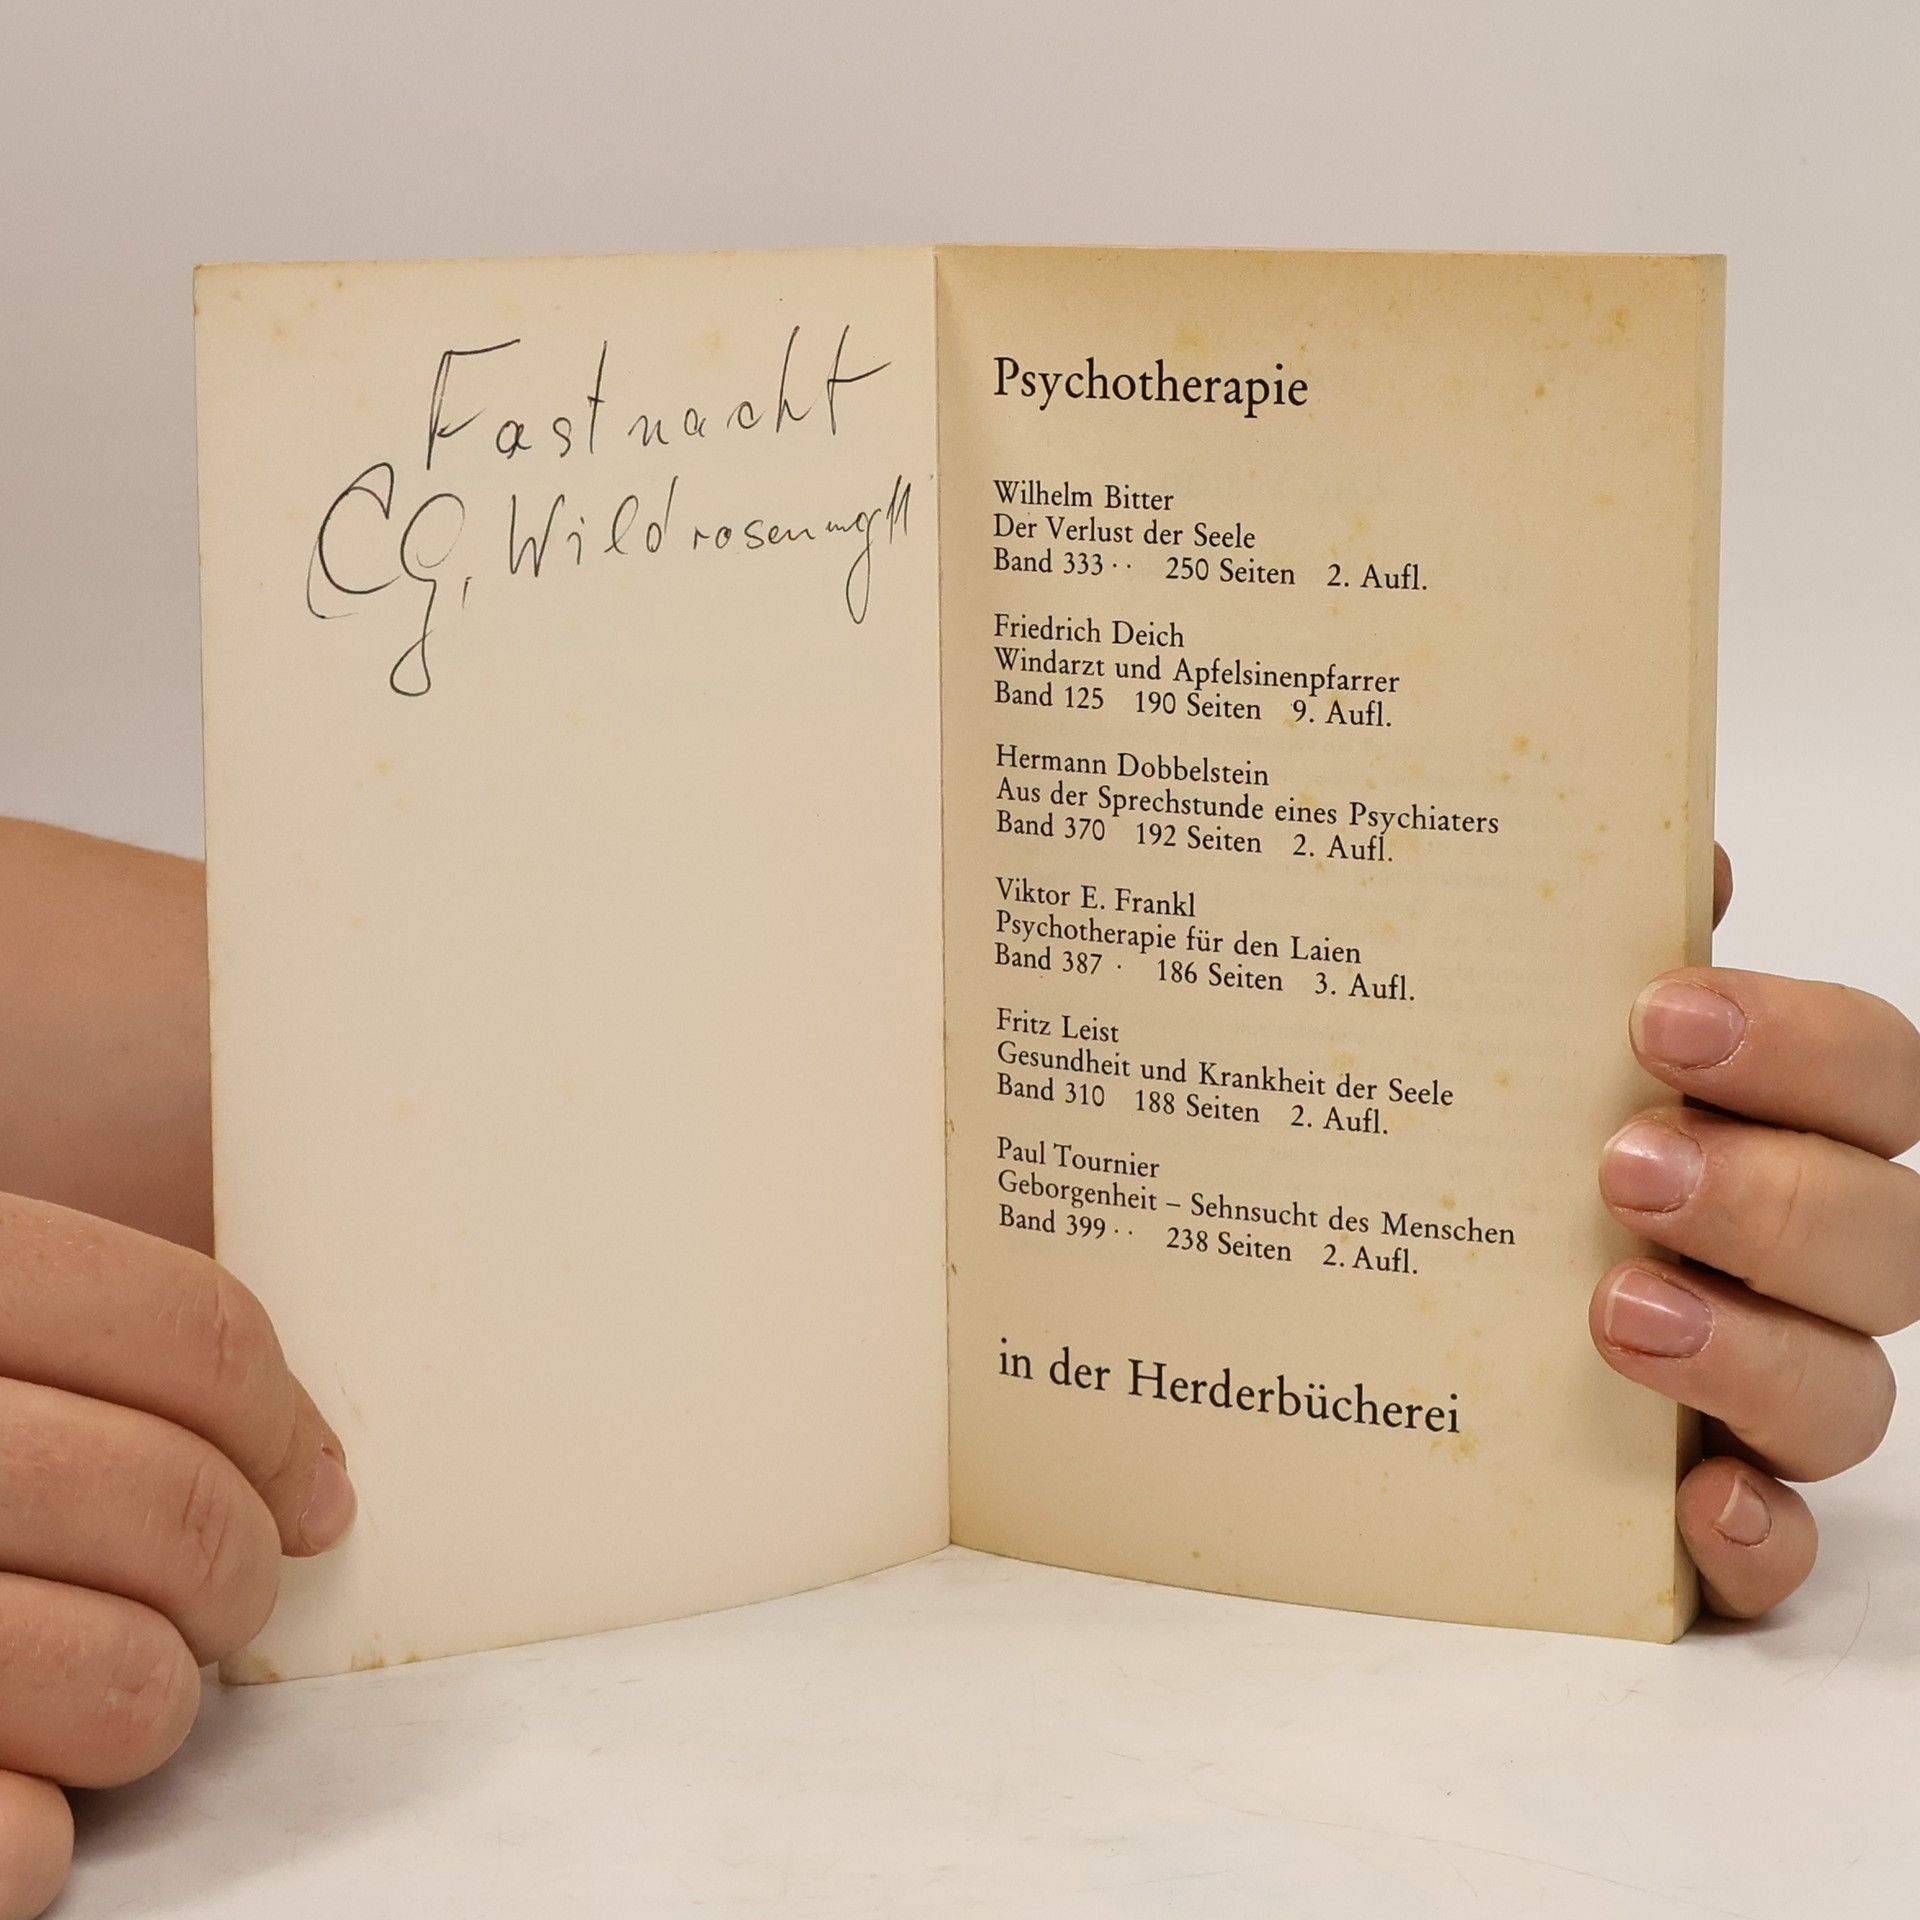 Fastnacht
CG, Wildrosenweg 11
Psychotherapie
Wilhelm Bitter
Der Verlust der Seele
Band 333 · · 250 Seiten 2. Aufl.
Friedrich Deich
Windarzt und Apfelsinenpfarrer
Band 125 190 Seiten 9. Aufl.
Hermann Dobbelstein
Aus der Sprechstunde eines Psychiaters
Band 370 192 Seiten 2. Aufl.
Viktor E. Frankl
Psychotherapie für den Laien
Band 387 · 186 Seiten 3. Aufl.
Fritz Leist
Gesundheit und Krankheit der Seele
Band 310 188 Seiten 2. Aufl.
Paul Tournier
Geborgenheit – Sehnsucht des Menschen
Band 399 · · 238 Seiten 2. Aufl.
in der Herderbücherei